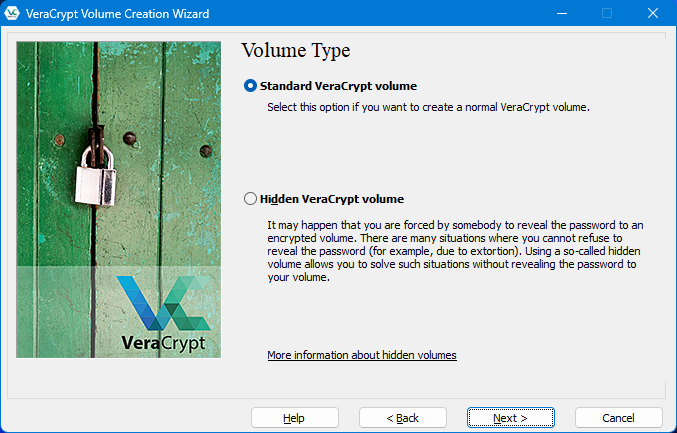 VeraCrypt Volume Creation Wizard
Volume Type
Standard VeraCrypt volume
Select this option if you want to create a normal VeraCrypt volume.
Hidden VeraCrypt volume
It may happen that you are forced by somebody to reveal the password to an
encrypted volume. There are many situations where you cannot refuse to
reveal the password (for example, due to extortion). Using a so-called hidden
volume allows you to solve such situations without revealing the password to
your volume.
More information about hidden volumes
VeraCrypt
Help
< Back
Next >
Cancel